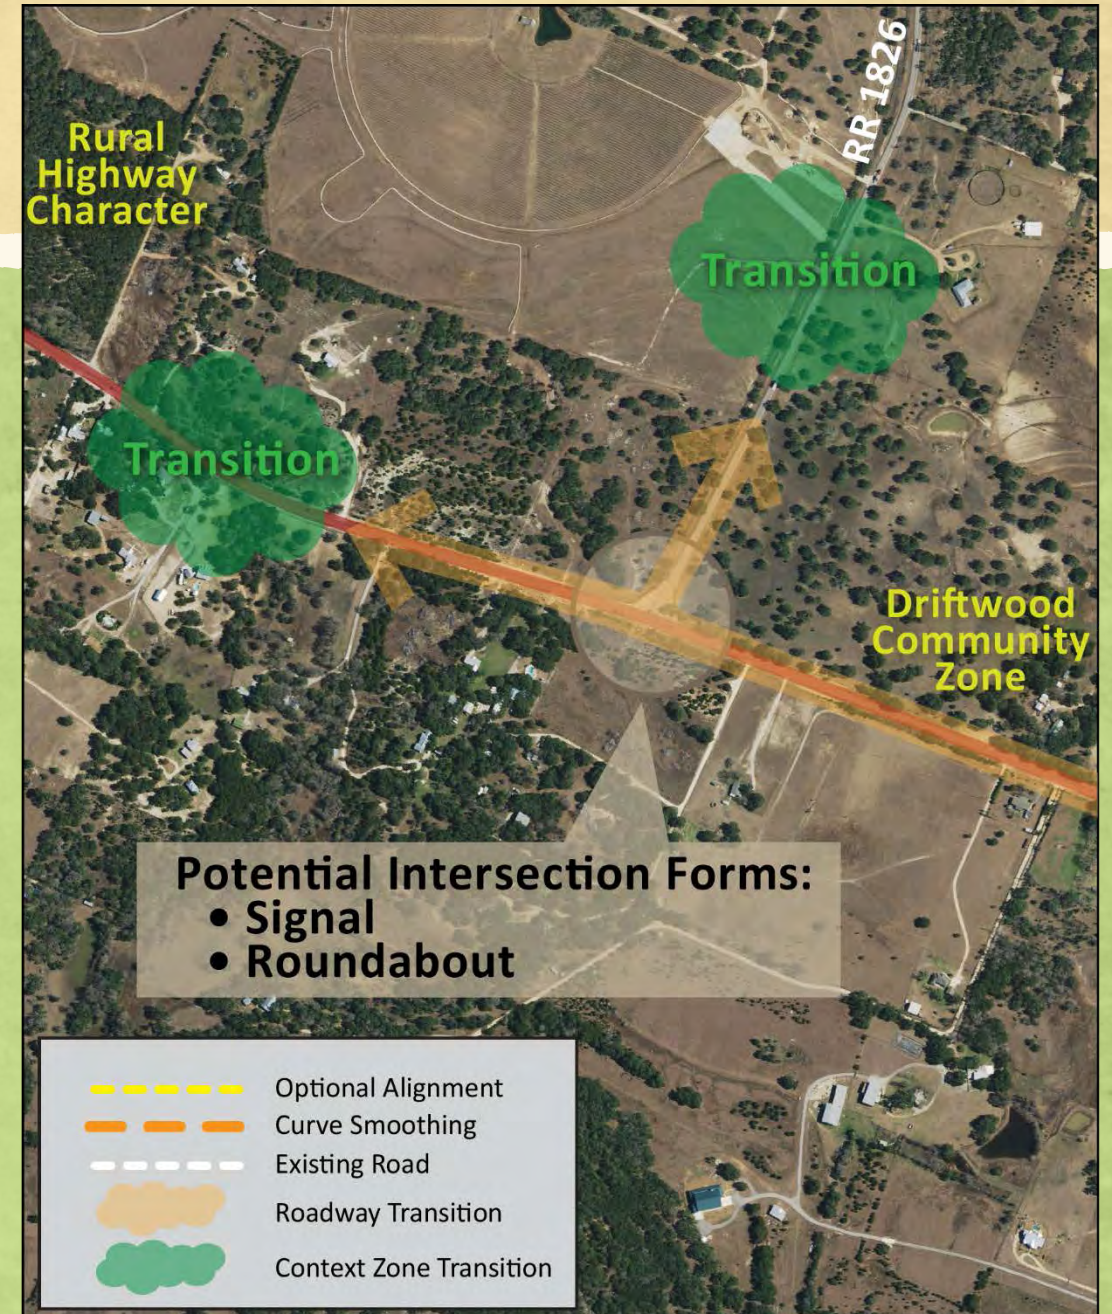 RR 1826
Rural
Highway
Character
Transition
Transition
Driftwood
Community
Zone
Potential Intersection Forms:
• Signal
• Roundabout
Optional Alignment
Curve Smoothing
Existing Road
Roadway Transition
Context Zone Transition